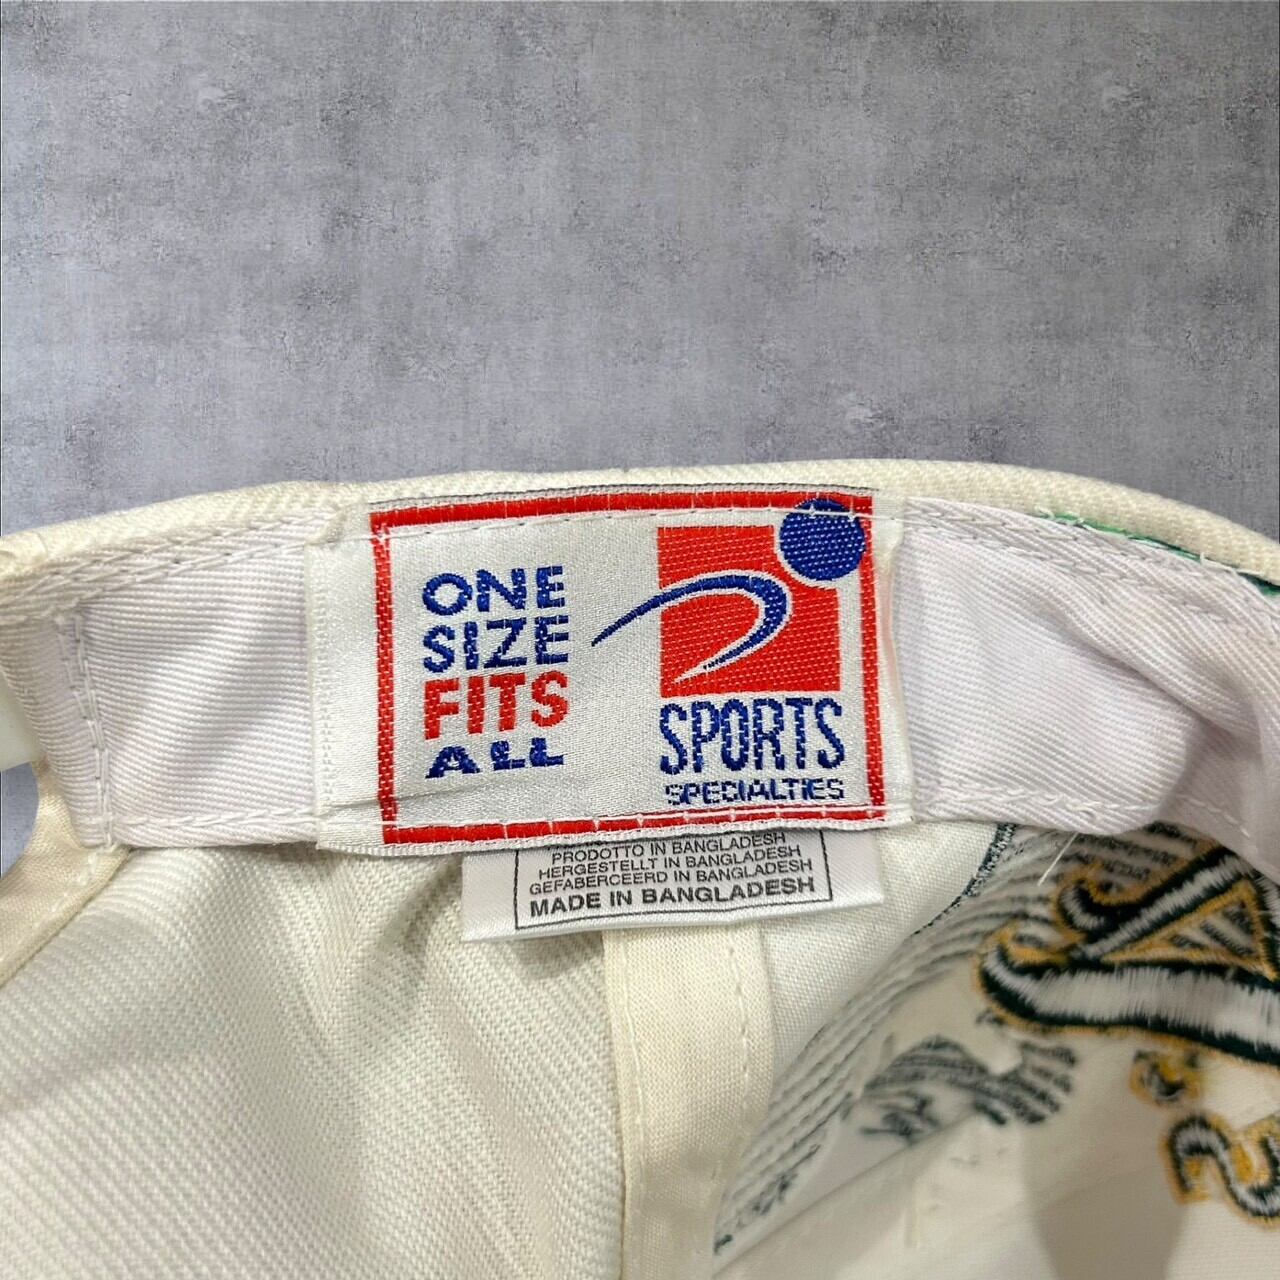 ONE
SIZE
FITS
ALL
SPORTS
SPECIALTIES
PRODOTTO IN BANGLADESH
HERGESTELLT IN BANGLADESH
GEFABERCEERD IN BANGLADESH
MADE IN BANGLADESH